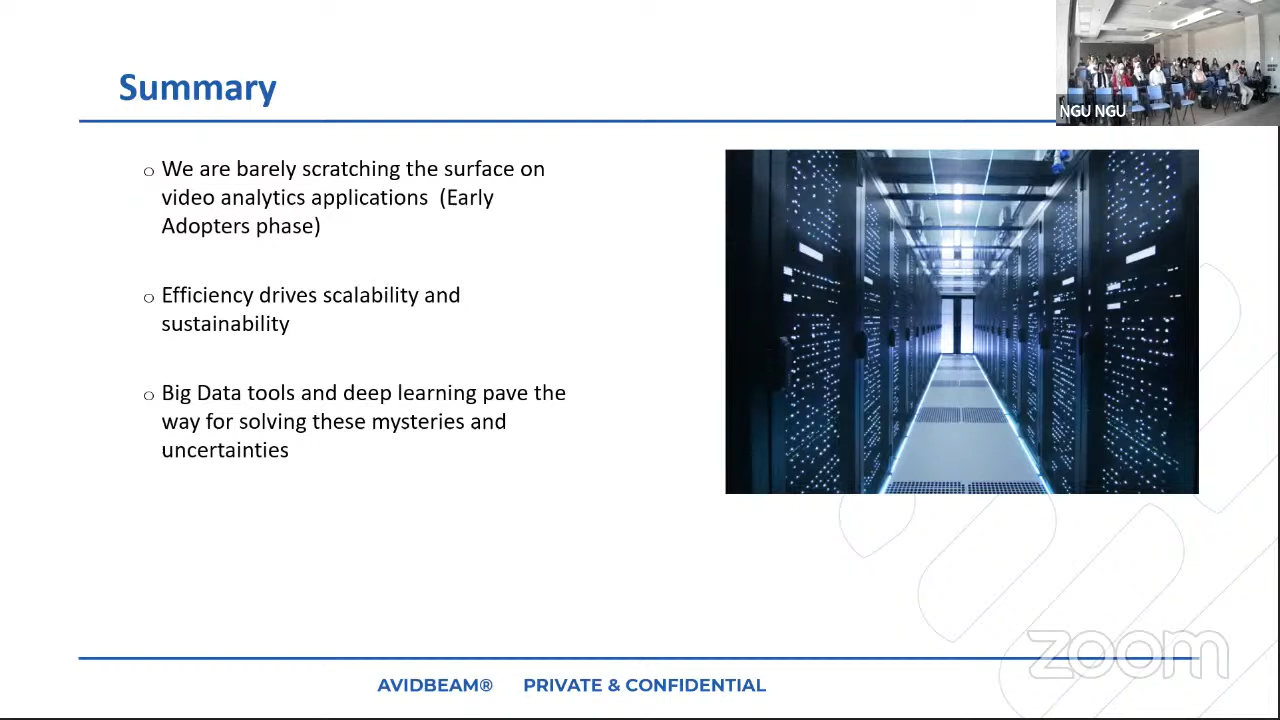 Summary
NGU NGU
○ We are barely scratching the surface on
video analytics applications (Early
Adopters phase)
○ Efficiency drives scalability and
sustainability
○ Big Data tools and deep learning pave the
way for solving these mysteries and
uncertainties
zoom
AVIDBEAM® PRIVATE & CONFIDENTIAL